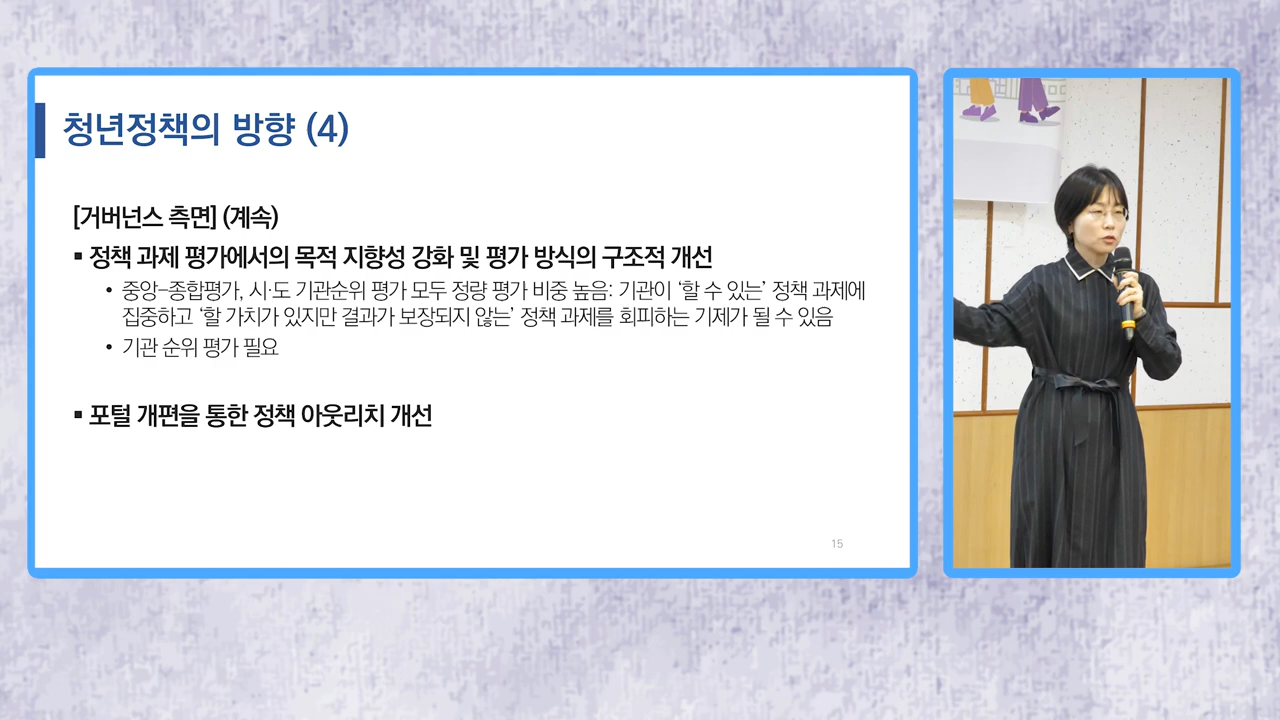 청년정책의 방향 (4)
[거버넌스 측면] (계속)
▪ 정책 과제 평가에서의 목적 지향성 강화 및 평가 방식의 구조적 개선
• 중앙-종합평가, 시·도 기관순위 평가 모두 정량 평가 비중 높음: 기관이 ‘할 수 있는’ 정책 과제에
집중하고 ‘할 가치가 있지만 결과가 보장되지 않는’ 정책 과제를 회피하는 기제가 될 수 있음
• 기관 순위 평가 필요
▪ 포털 개편을 통한 정책 아웃리치 개선
15